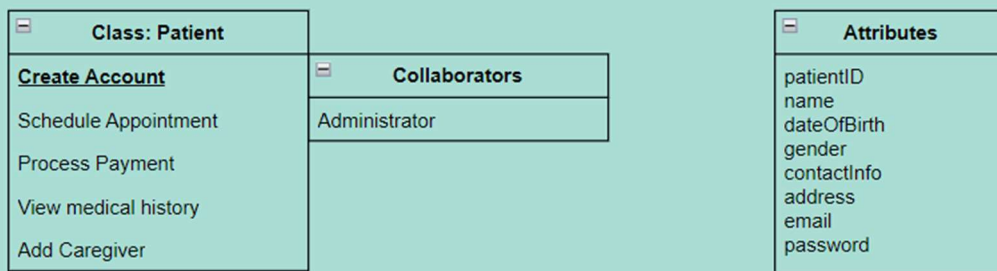 Class: Patient
Create Account
Schedule Appointment
Process Payment
View medical history
Add Caregiver
Collaborators
Administrator
Attributes
patientID
name
dateOfBirth
gender
contactInfo
address
email
password